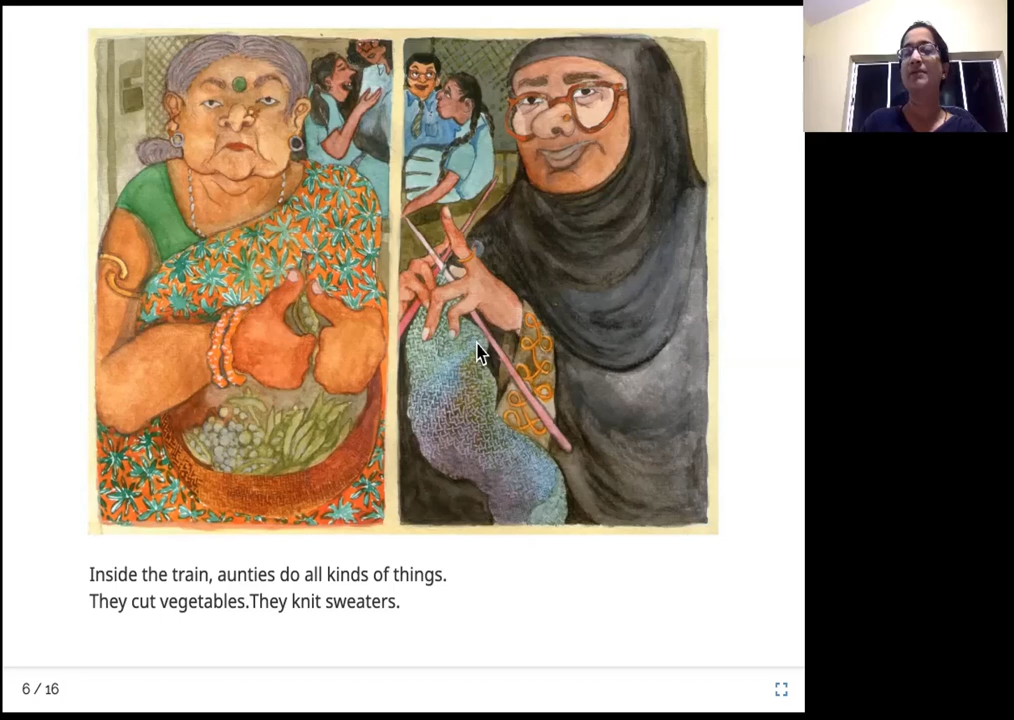 Inside the train, aunties do all kinds of things.
They cut vegetables.They knit sweaters.
6 / 16